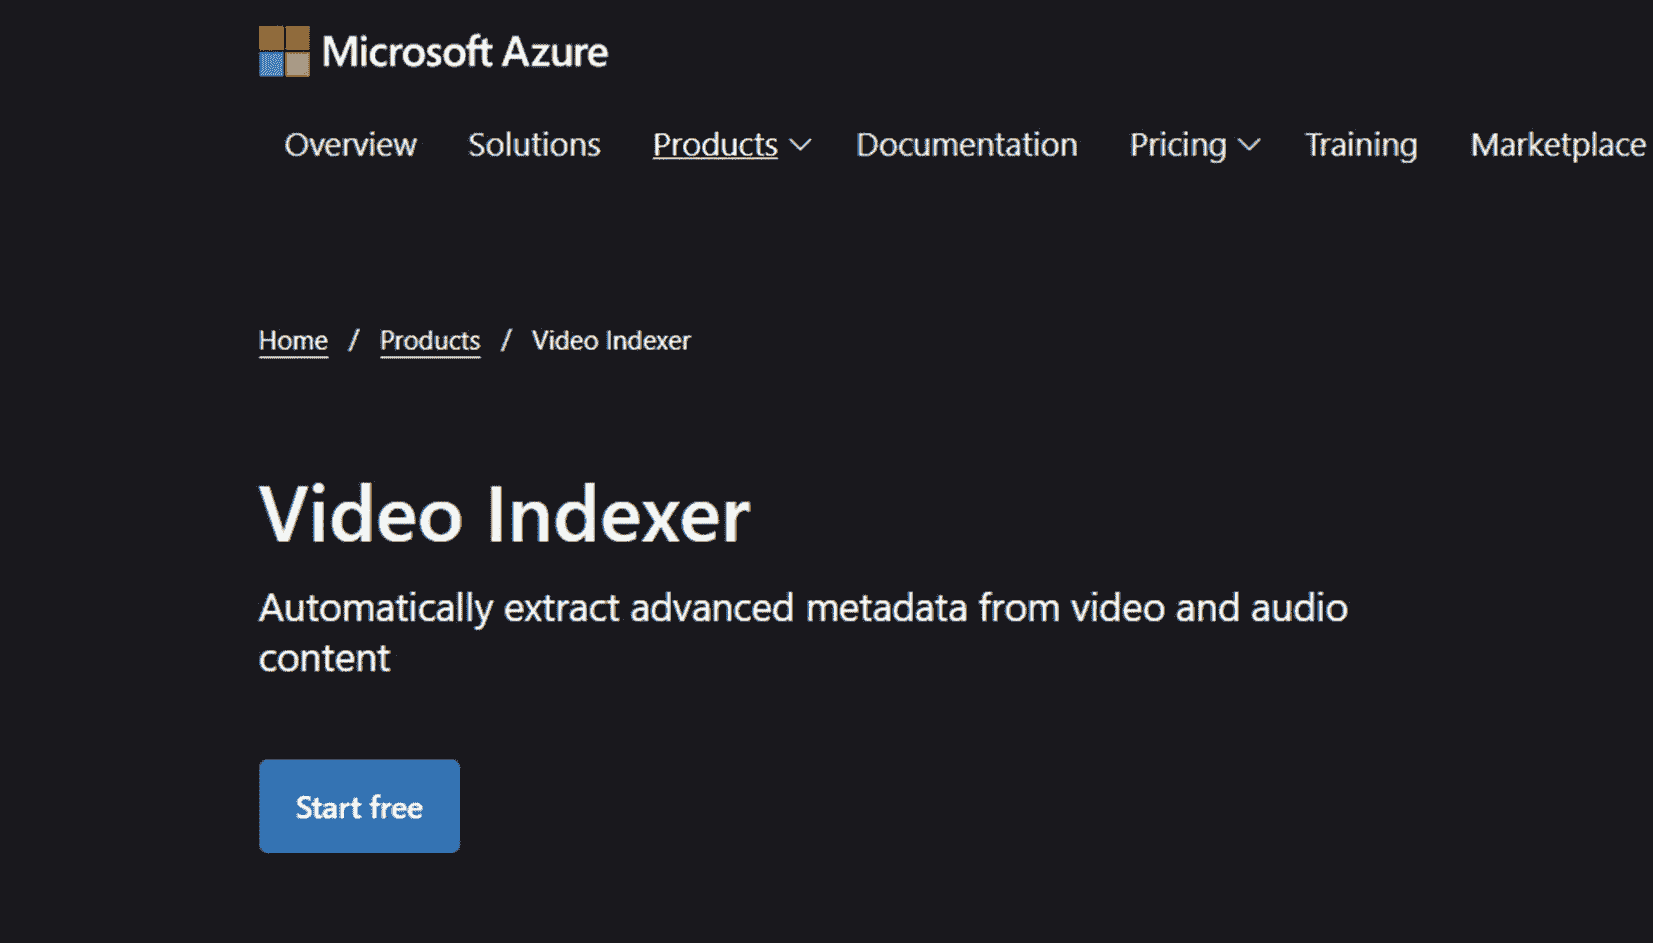 Microsoft Azure
Overview Solutions Products Documentation Pricing Training Marketplace
Home / Products / Video Indexer
Video Indexer
Automatically extract advanced metadata from video and audio
content
Start free